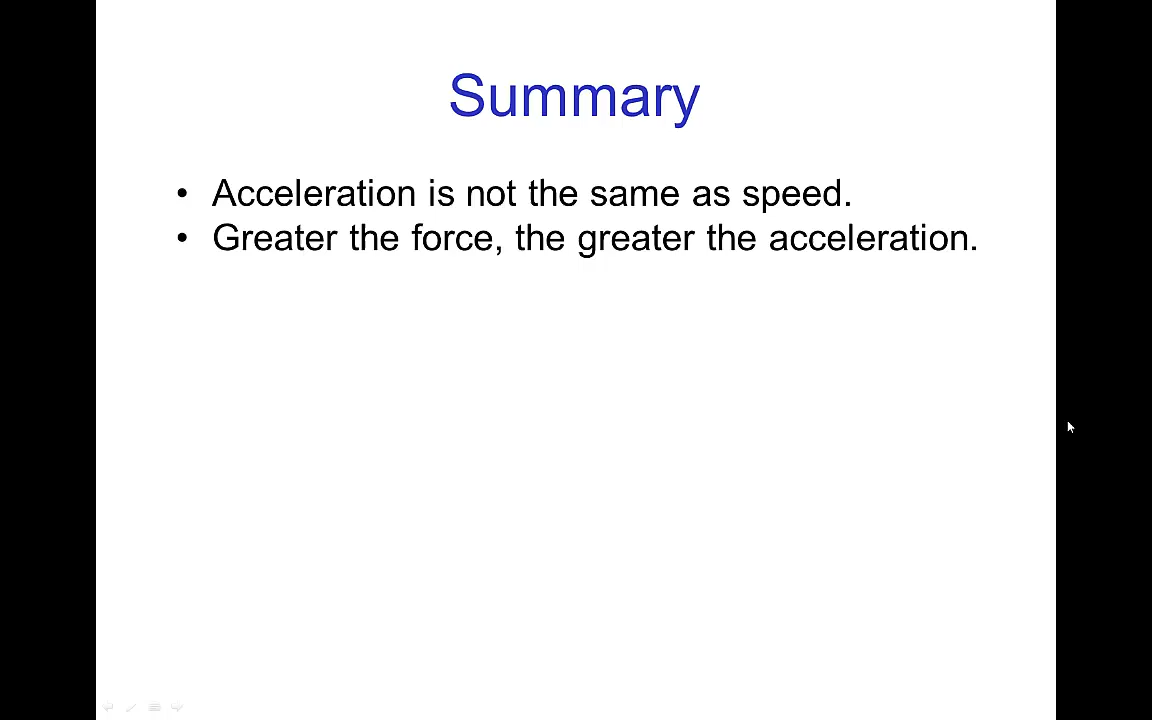 Summary
• Acceleration is not the same as speed.
• Greater the force, the greater the acceleration.